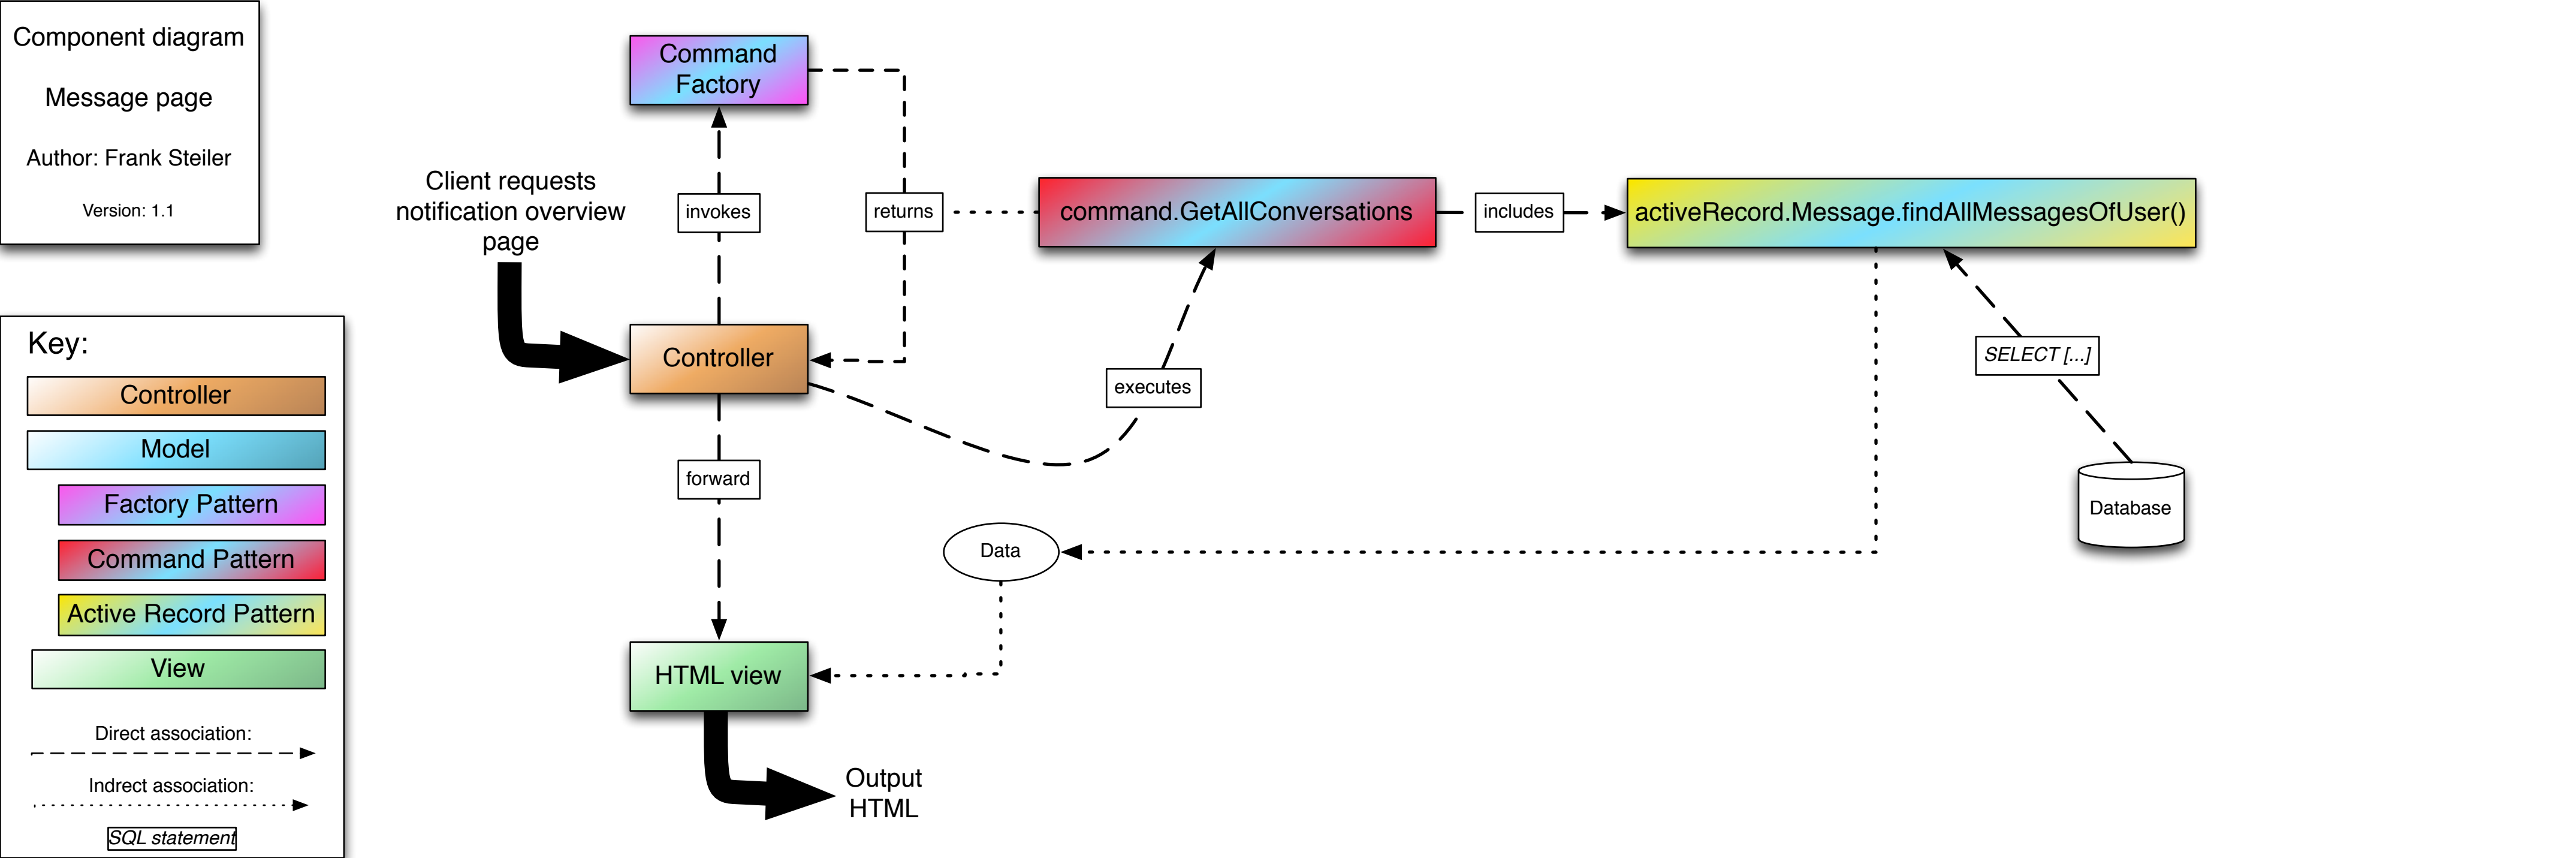 Component diagram
Message page
Author: Frank Steiler
Version: 1.1
Key:
Controller
Model
Factory Pattern
Command Pattern
Active Record Pattern
View
Direct association:
Indirect association:
SQL statement
Client requests
notification overview
page
Command
Factory
invokes
returns
command.GetAllConversations
includes
activeRecord.Message.findAllMessagesOfUser()
Controller
executes
SELECT [...]
forward
Data
Database
HTML view
Output
HTML